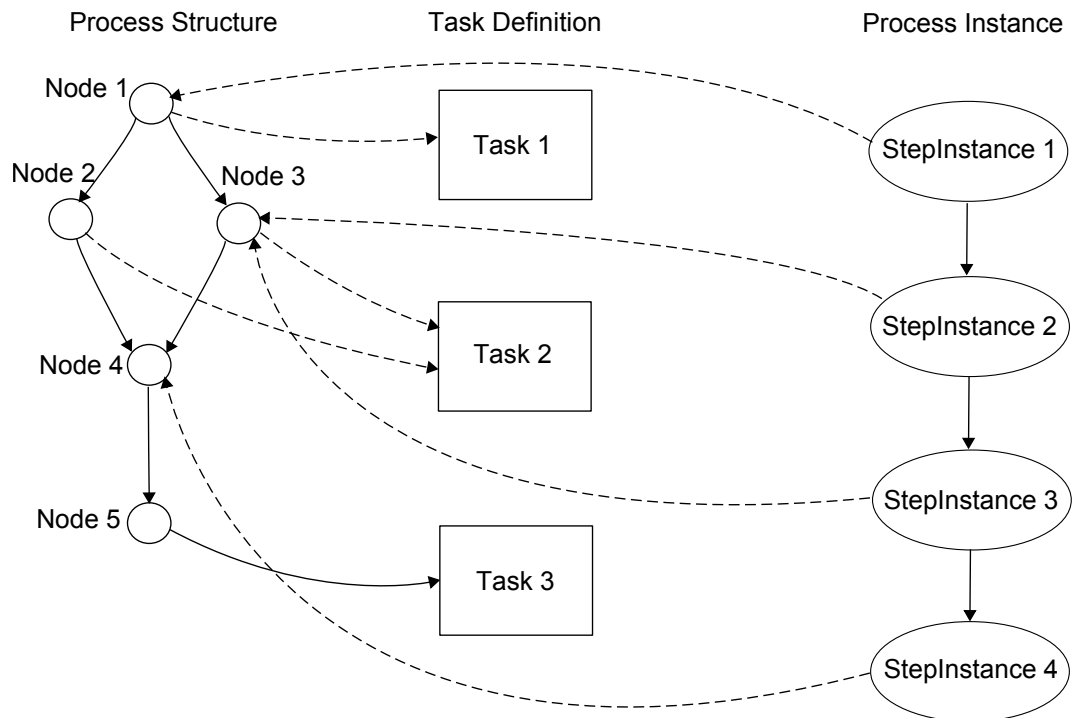 Process Structure
Task Definition
Process Instance
Node 1
Task 1
StepInstance 1
Node 2
Node 3
StepInstance 2
Task 2
Node 4
StepInstance 3
Node 5
Task 3
StepInstance 4